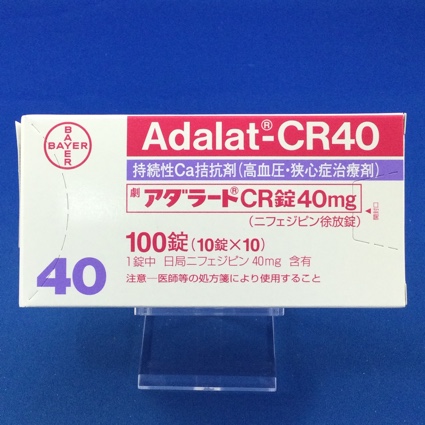 BAYER
BAYER
Adalat®-CR40
持続性Ca拮抗剤(高血圧・狭心症治療剤)
劇 アダラート®CR錠40mg
(ニフェジピン徐放錠)
100錠(10錠×10)
1錠中 日局ニフェジピン40mg 含有
注意－医師等の処方箋により使用すること
40